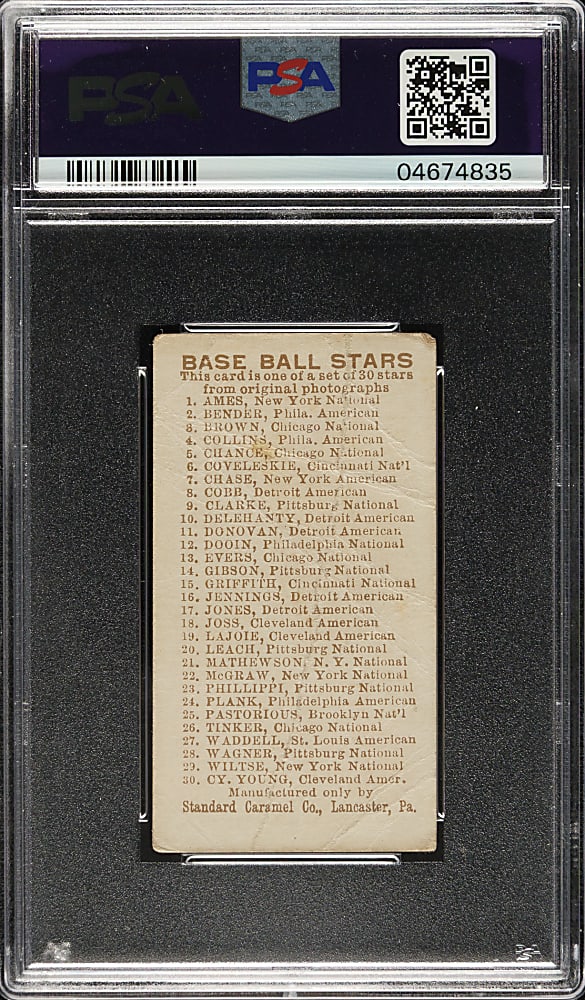 PSA
PSA
04674835
BASE BALL STARS
This card is one of a set of 30 stars
from original photographs
1. AMES, New York National
2. BENDER, Phila. American
3. BROWN, Chicago National
4. COLLINS, Phila. American
5. CHANCE, Chicago National
6. COVELESKIE, Cincinnati Nat'l
7. CHASE, New York American
8. COBB, Detroit American
9. CLARKE, Pittsburg National
10. DELEHANTY, Detroit American
11. DONOVAN, Detroit American
12. DOOIN, Philadelphia National
13. EVERS, Chicago National
14. GIBSON, Pittsburg National
15. GRIFFITH, Cincinnati National
16. JENNINGS, Detroit American
17. JONES, Detroit American
18. JOSS, Cleveland American
19. LAJOIE, Cleveland American
20. LEACH, Pittsburg National
21. MATHEWSON, N. Y. National
22. McGRAW, New York National
23. PHILLIPPI, Pittsburg National
24. PLANK, Philadelphia American
25. PASTORIOUS, Brooklyn Nat'l
26. TINKER, Chicago National
27. WADDELL, St. Louis American
28. WAGNER, Pittsburg National
29. WILTSE, New York National
30. CY. YOUNG, Cleveland Amer.
Manufactured only by
Standard Caramel Co., Lancaster, Pa.
PSA